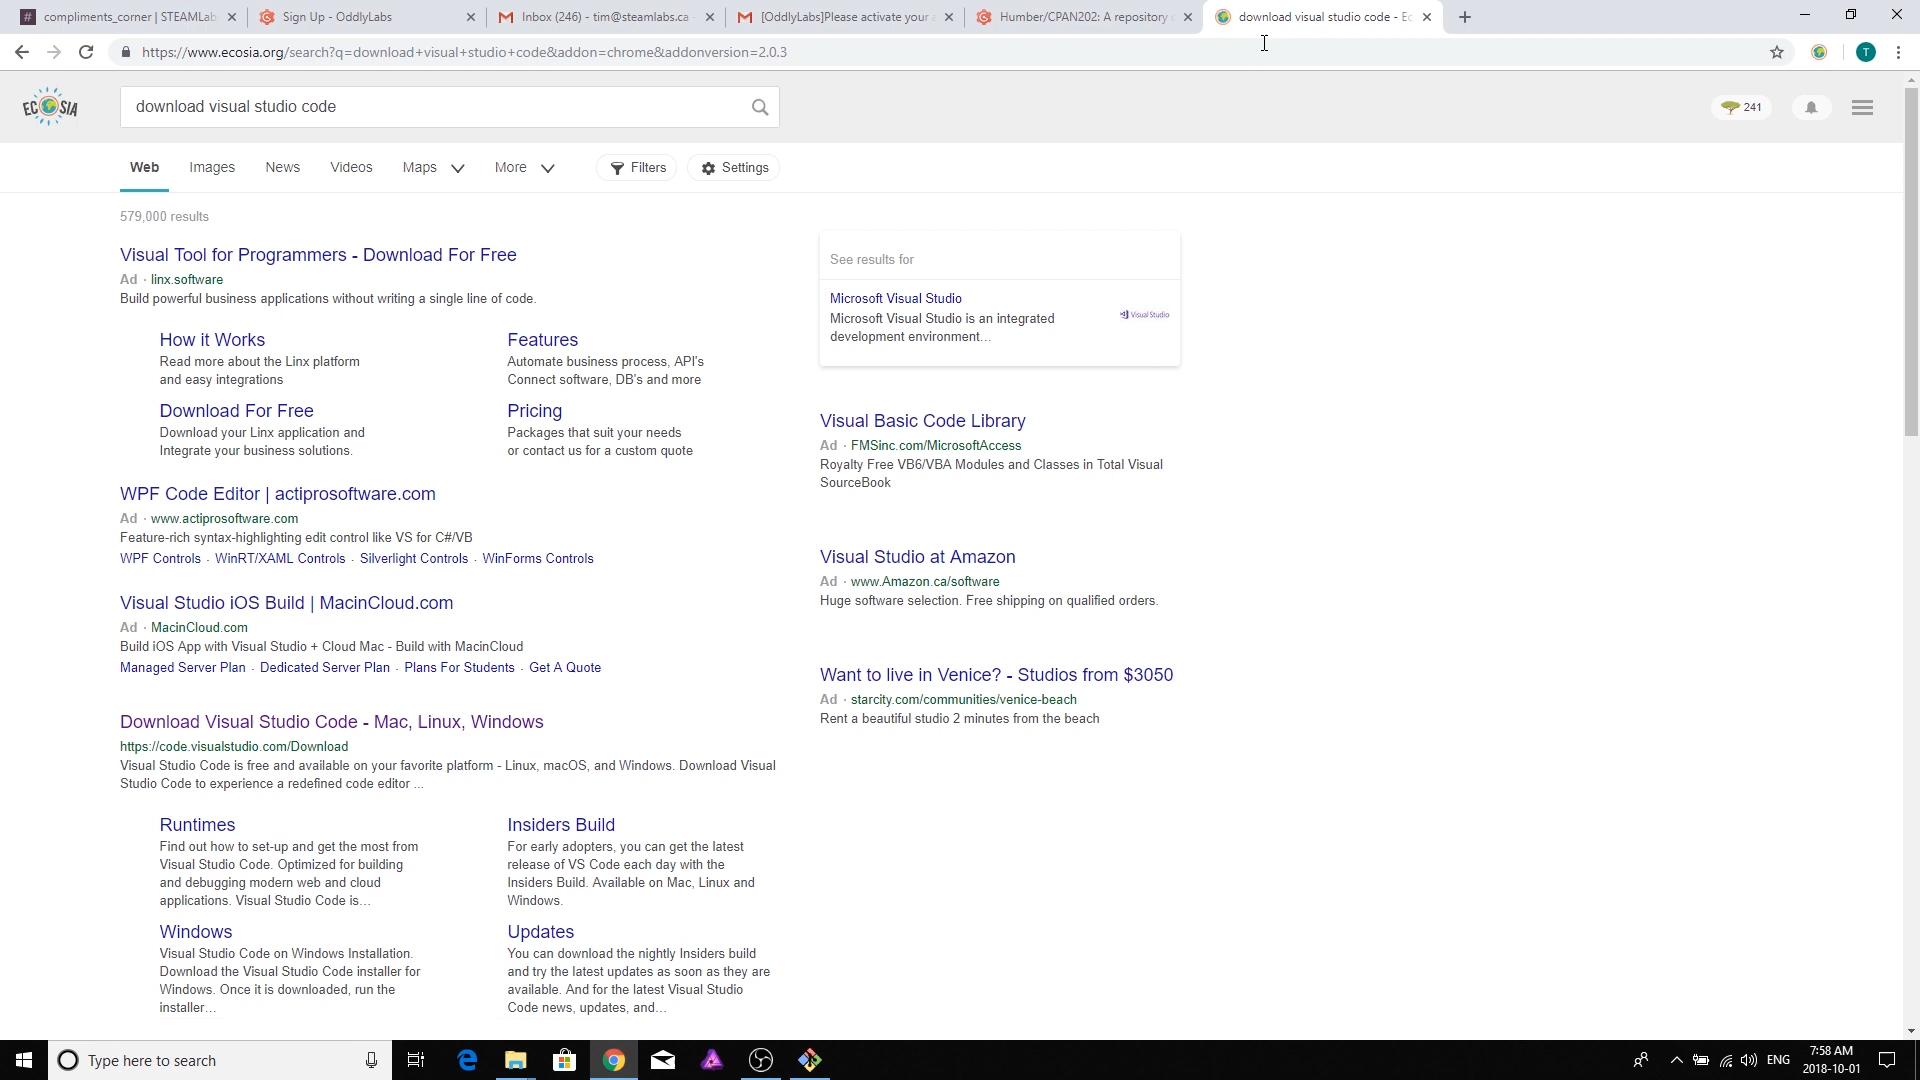 compliments_corner | STEAMLab
Sign Up - OddlyLabs
Inbox (246) - tim@steamlabs.ca
[OddlyLabs]Please activate your a
Humber/CPAN202: A repository
download visual studio code - Ec
https://www.ecosia.org/search?q=download+visual+studio+code&addon=chrome&addonversion=2.0.3
T
ECOSIA
download visual studio code
241
Web
Images
News
Videos
Maps
More
Filters
Settings
579,000 results
Visual Tool for Programmers - Download For Free
Ad · linx.software
Build powerful business applications without writing a single line of code.
How it Works
Read more about the Linx platform
and easy integrations
Features
Automate business process, API's
Connect software, DB's and more
Download For Free
Download your Linx application and
Integrate your business solutions.
Pricing
Packages that suit your needs
or contact us for a custom quote
WPF Code Editor | actiprosoftware.com
Ad · www.actiprosoftware.com
Feature-rich syntax-highlighting edit control like VS for C#/VB
WPF Controls · WinRT/XAML Controls · Silverlight Controls · WinForms Controls
Visual Studio iOS Build | MacinCloud.com
Ad · MacinCloud.com
Build iOS App with Visual Studio + Cloud Mac - Build with MacinCloud
Managed Server Plan · Dedicated Server Plan · Plans For Students · Get A Quote
Download Visual Studio Code - Mac, Linux, Windows
https://code.visualstudio.com/Download
Visual Studio Code is free and available on your favorite platform - Linux, macOS, and Windows. Download Visual
Studio Code to experience a redefined code editor ...
Runtimes
Find out how to set-up and get the most from
Visual Studio Code. Optimized for building
and debugging modern web and cloud
applications. Visual Studio Code is...
Insiders Build
For early adopters, you can get the latest
release of VS Code each day with the
Insiders Build. Available on Mac, Linux and
Windows.
Windows
Visual Studio Code on Windows Installation.
Download the Visual Studio Code installer for
Windows. Once it is downloaded, run the
installer...
Updates
You can download the nightly Insiders build
and try the latest updates as soon as they are
available. And for the latest Visual Studio
Code news, updates, and...
See results for
Microsoft Visual Studio
Microsoft Visual Studio is an integrated
development environment...
Visual Studio
Visual Basic Code Library
Ad · FMSinc.com/MicrosoftAccess
Royalty Free VB6/VBA Modules and Classes in Total Visual
SourceBook
Visual Studio at Amazon
Ad · www.Amazon.ca/software
Huge software selection. Free shipping on qualified orders.
Want to live in Venice? - Studios from $3050
Ad · starcity.com/communities/venice-beach
Rent a beautiful studio 2 minutes from the beach
Type here to search
ENG
7:58 AM
2018-10-01